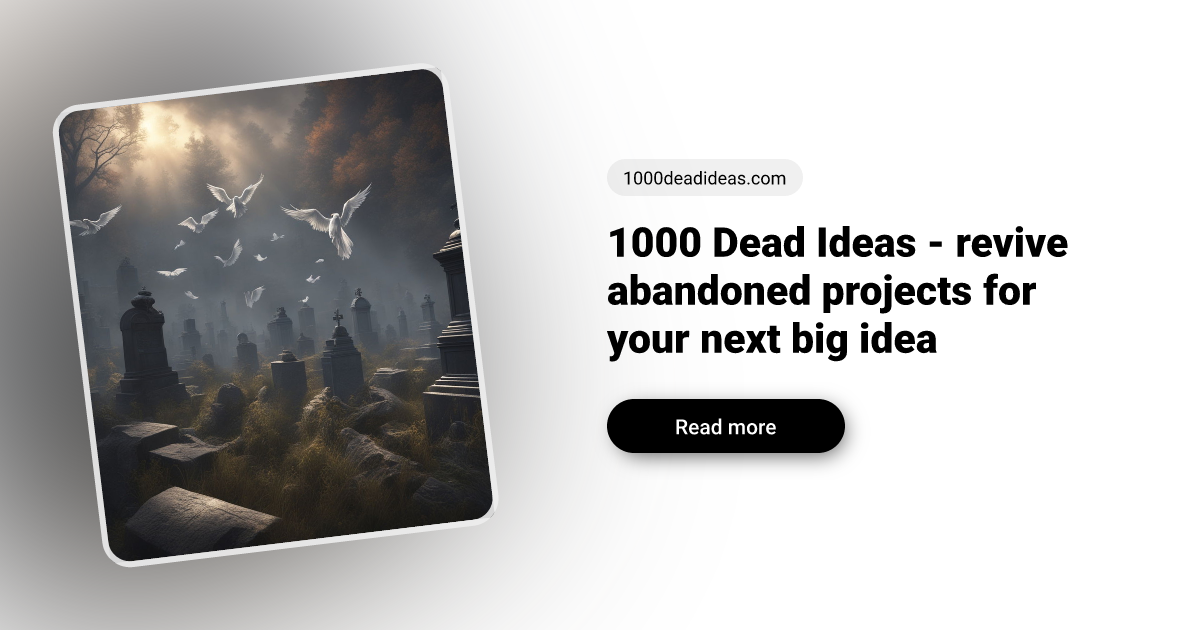 1000deadideas.com
1000 Dead Ideas - revive
abandoned projects for
your next big idea
Read more